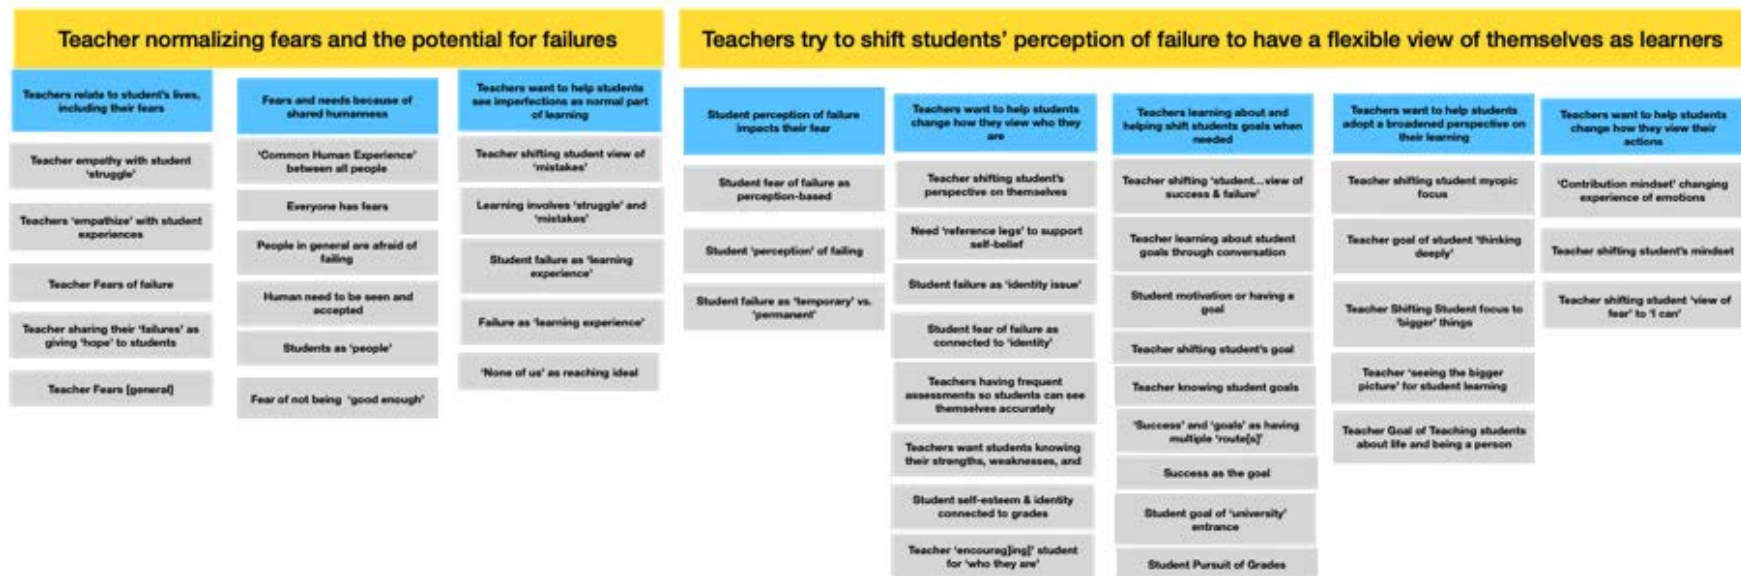 Teacher normalizing fears and the potential for failures
Teachers relate to student's lives,
including their fears
Teacher empathy with student
'struggle'
Teachers 'empathize' with student
experiences
Teacher Fears of failure
Teacher sharing their 'failures' as
giving 'hope' to students
Teacher Fears [general]
Fears and needs because of
shared humanness
'Common Human Experience'
between all people
Everyone has fears
People in general are afraid of
failing
Human need to be seen and
accepted
Students as 'people'
Fear of not being 'good enough'
Teachers want to help students
see imperfections as normal part
of learning
Teacher shifting student view of
'mistakes'
Learning involves 'struggle' and
'mistakes'
Student failure as 'learning
experience'
Failure as 'learning experience'
'None of us' as reaching ideal
Teachers try to shift students' perception of failure to have a flexible view of themselves as learners
Student perception of failure
impacts their fear
Student fear of failure as
perception-based
Student 'perception' of failing
Student failure as 'temporary' vs.
'permanent'
Teachers want to help students
change how they view who they
are
Teacher shifting student's
perspective on themselves
Need 'reference legs' to support
self-belief
Student failure as 'identity issue'
Student fear of failure as
connected to 'identity'
Teachers having frequent
assessments so students can see
themselves accurately
Teachers want students knowing
their strengths, weaknesses, and
Student self-esteem & identity
connected to grades
Teacher 'encourag[ing]' student
for 'who they are'
Teachers learning about and
helping shift students goals when
needed
Teacher shifting 'student...view of
success & failure'
Teacher learning about student
goals through conversation
Student motivation or having a
goal
Teacher shifting student's goal
Teacher knowing student goals
'Success' and 'goals' as having
multiple 'route[s]'
Success as the goal
Student goal of 'university'
entrance
Student Pursuit of Grades
Teachers want to help students
adopt a broadened perspective on
their learning
Teacher shifting student myopic
focus
Teacher goal of student 'thinking
deeply'
Teacher Shifting Student focus to
'bigger' things
Teacher 'seeing the bigger
picture' for student learning
Teacher Goal of Teaching students
about life and being a person
Teachers want to help students
change how they view their
actions
'Contribution mindset' changing
experience of emotions
Teacher shifting student's mindset
Teacher shifting student 'view of
fear' to 'I can'